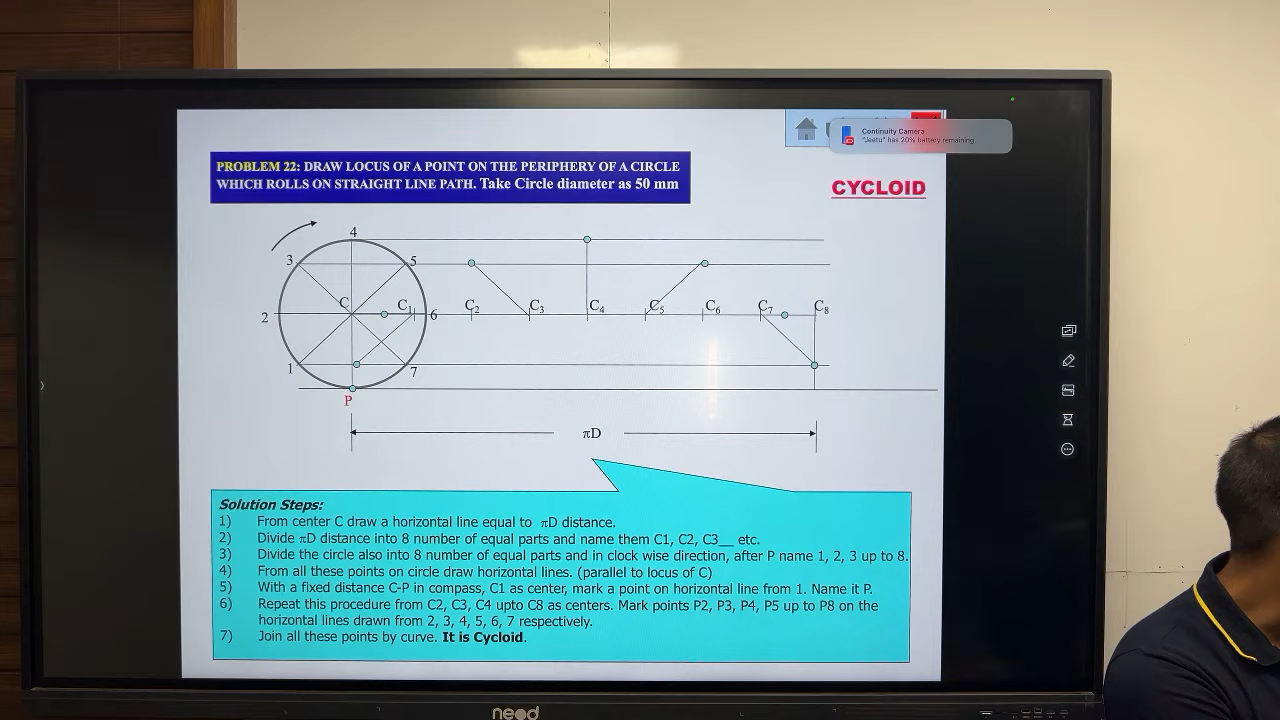 Continuity Camera
"Jeetu" has 20% battery remaining.
PROBLEM 22: DRAW LOCUS OF A POINT ON THE PERIPHERY OF A CIRCLE
WHICH ROLLS ON STRAIGHT LINE PATH. Take Circle diameter as 50 mm
CYCLOID
4
3
5
C
C1
C2
C3
C4
C5
C6
C7
C8
2
6
1
7
P
πD
Solution Steps:
1) From center C draw a horizontal line equal to πD distance.
2) Divide πD distance into 8 number of equal parts and name them C1, C2, C3__ etc.
3) Divide the circle also into 8 number of equal parts and in clock wise direction, after P name 1, 2, 3 up to 8.
4) From all these points on circle draw horizontal lines. (parallel to locus of C)
5) With a fixed distance C-P in compass, C1 as center, mark a point on horizontal line from 1. Name it P.
6) Repeat this procedure from C2, C3, C4 upto C8 as centers. Mark points P2, P3, P4, P5 up to P8 on the
horizontal lines drawn from 2, 3, 4, 5, 6, 7 respectively.
7) Join all these points by curve. It is Cycloid.
neod